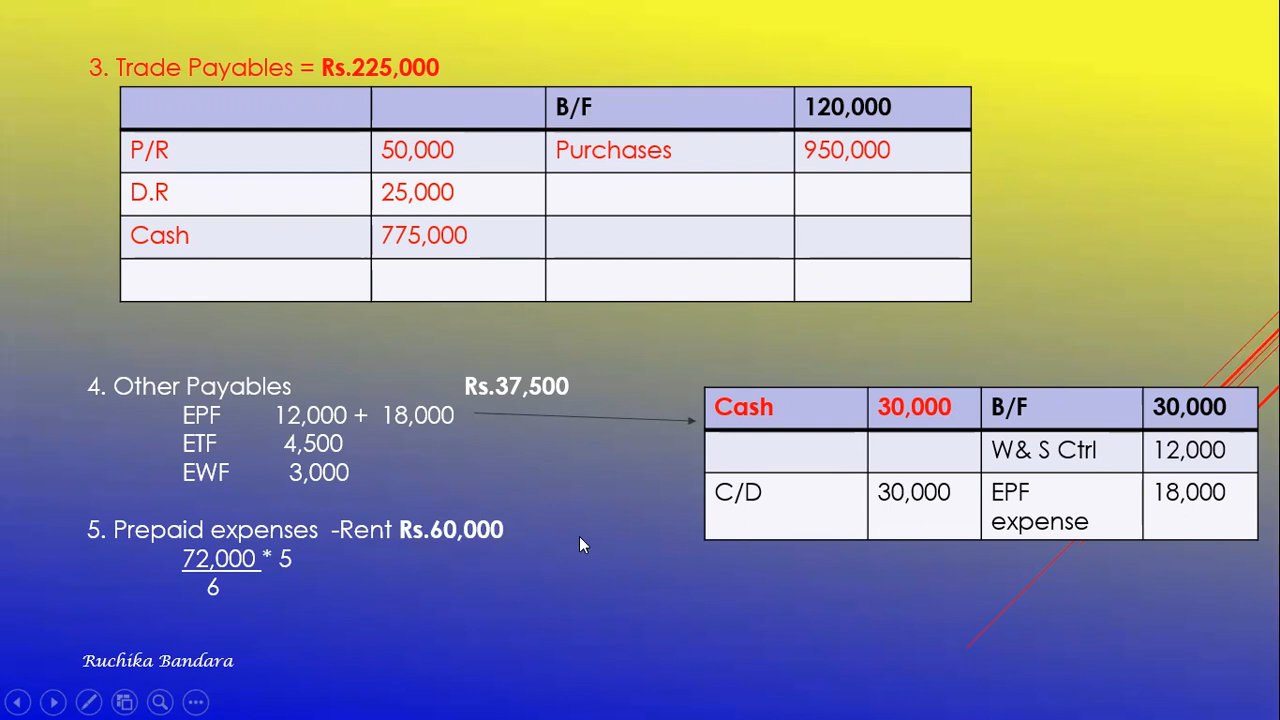 3. Trade Payables = Rs.225,000
B/F 120,000
P/R 50,000 Purchases 950,000
D.R 25,000
Cash 775,000
4. Other Payables Rs.37,500
EPF 12,000 + 18,000
ETF 4,500
EWF 3,000
Cash 30,000 B/F 30,000
W& S Ctrl 12,000
C/D 30,000 EPF 18,000
expense
5. Prepaid expenses -Rent Rs.60,000
72,000 * 5
6
Ruchika Bandara